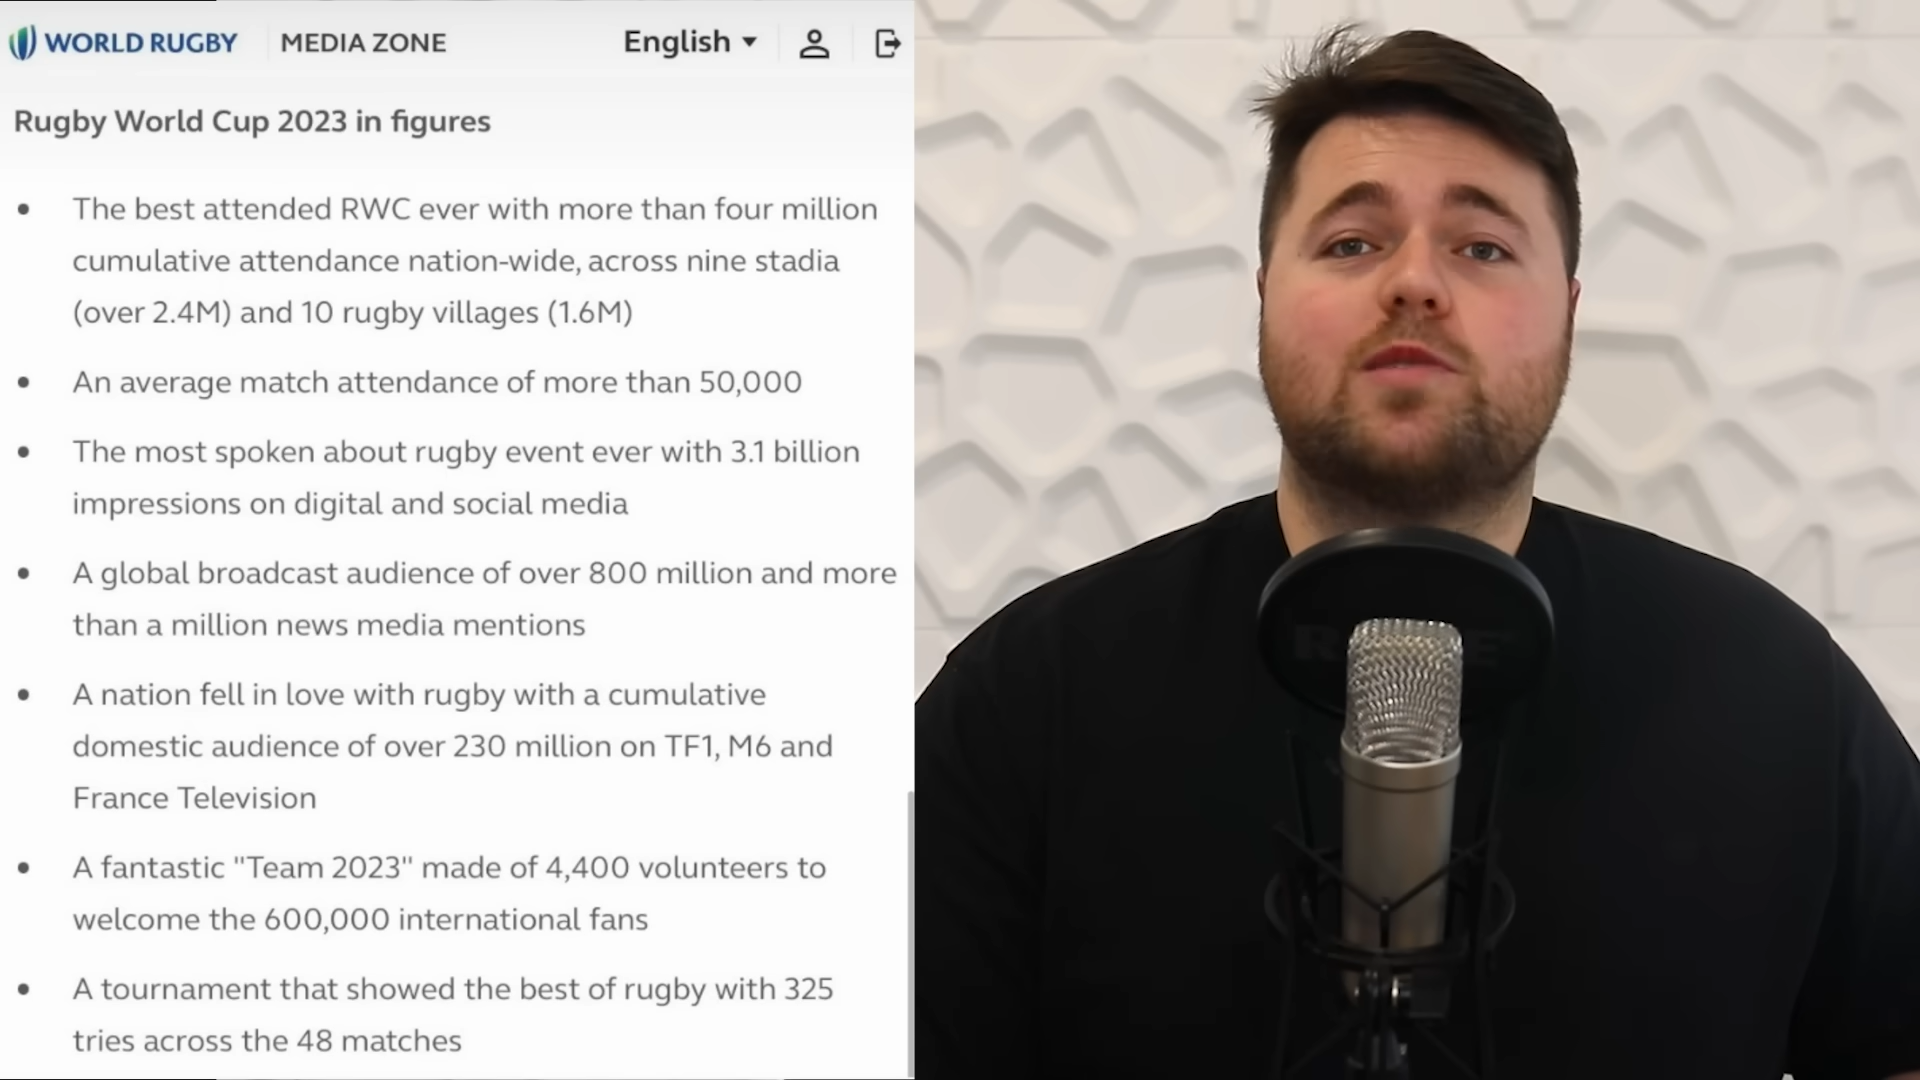 WORLD RUGBY MEDIA ZONE English
Rugby World Cup 2023 in figures
• The best attended RWC ever with more than four million
cumulative attendance nation-wide, across nine stadia
(over 2.4M) and 10 rugby villages (1.6M)
• An average match attendance of more than 50,000
• The most spoken about rugby event ever with 3.1 billion
impressions on digital and social media
• A global broadcast audience of over 800 million and more
than a million news media mentions
• A nation fell in love with rugby with a cumulative
domestic audience of over 230 million on TF1, M6 and
France Television
• A fantastic "Team 2023" made of 4,400 volunteers to
welcome the 600,000 international fans
• A tournament that showed the best of rugby with 325
tries across the 48 matches